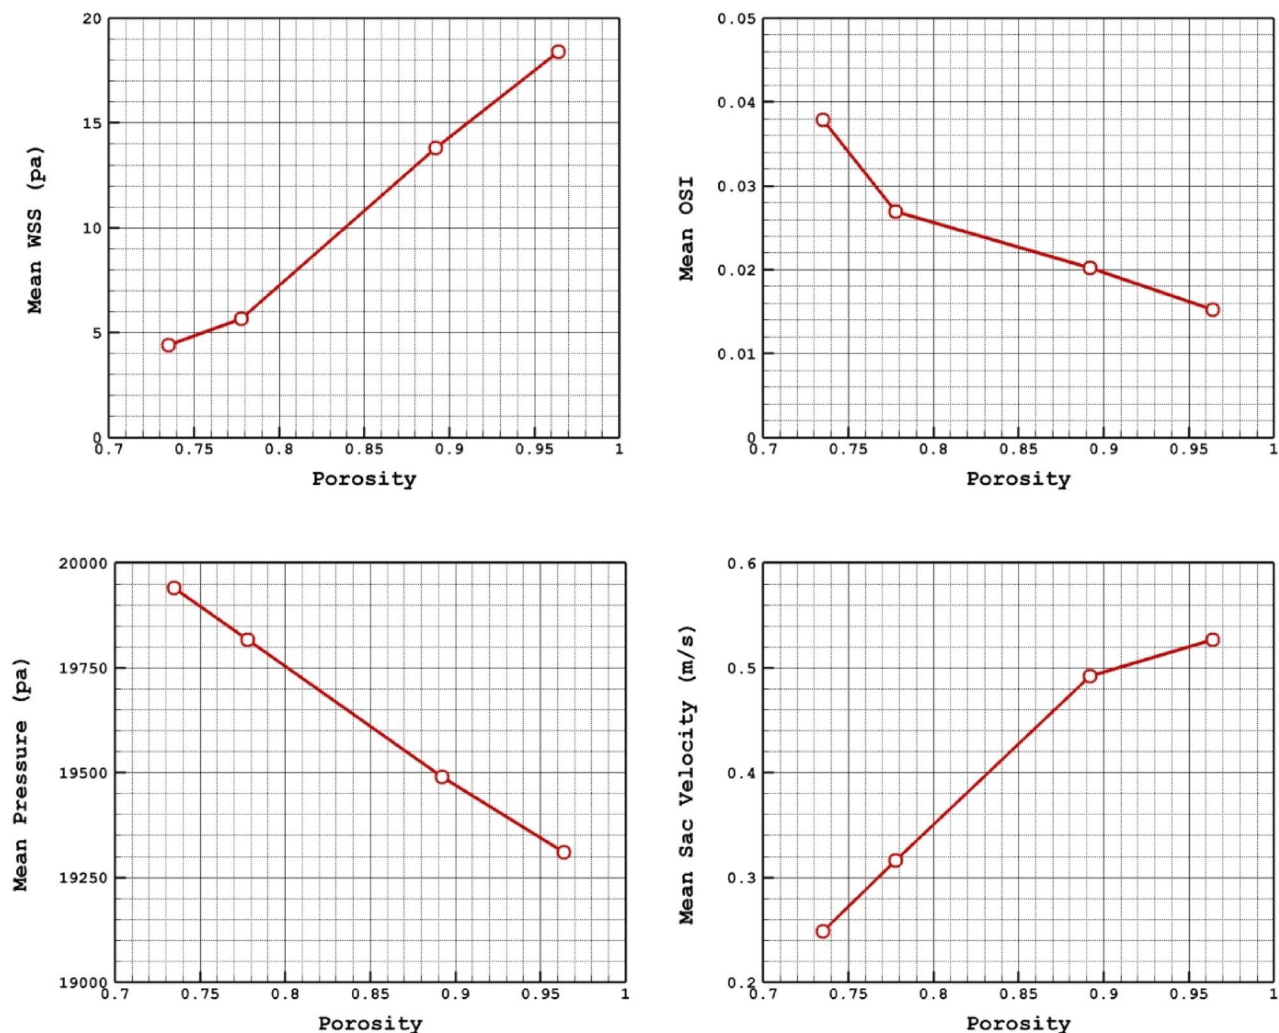 20
15
10
5
0
Mean WSS (pa)
0.7 0.75 0.8 0.85 0.9 0.95 1
Porosity
0.05
0.04
0.03
0.02
0.01
0
Mean OSI
0.7 0.75 0.8 0.85 0.9 0.95 1
Porosity
20000
19750
19500
19250
19000
Mean Pressure (pa)
0.7 0.75 0.8 0.85 0.9 0.95 1
Porosity
0.6
0.5
0.4
0.3
0.2
Mean Sac Velocity (m/s)
0.7 0.75 0.8 0.85 0.9 0.95 1
Porosity